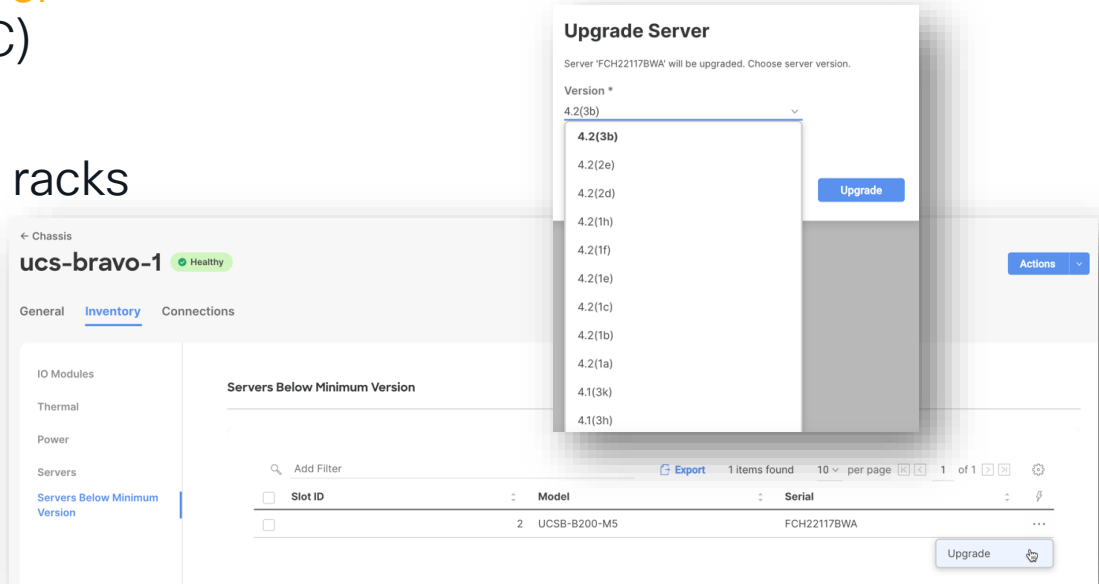 C)
racks
Upgrade Server
Server 'FCH22117BWA' will be upgraded. Choose server version.
Version *
4.2(3b)
4.2(3b)
4.2(2e)
4.2(2d)
4.2(1h)
4.2(1f)
4.2(1e)
4.2(1c)
4.2(1b)
4.2(1a)
4.1(3k)
4.1(3h)
Upgrade
← Chassis
ucs-bravo-1 Healthy
Actions
General Inventory Connections
IO Modules
Thermal
Power
Servers
Servers Below Minimum
Version
Servers Below Minimum Version
Add Filter Export 1 items found 10 per page 1 of 1
Slot ID Model Serial
2 UCSB-B200-M5 FCH22117BWA ...
Upgrade